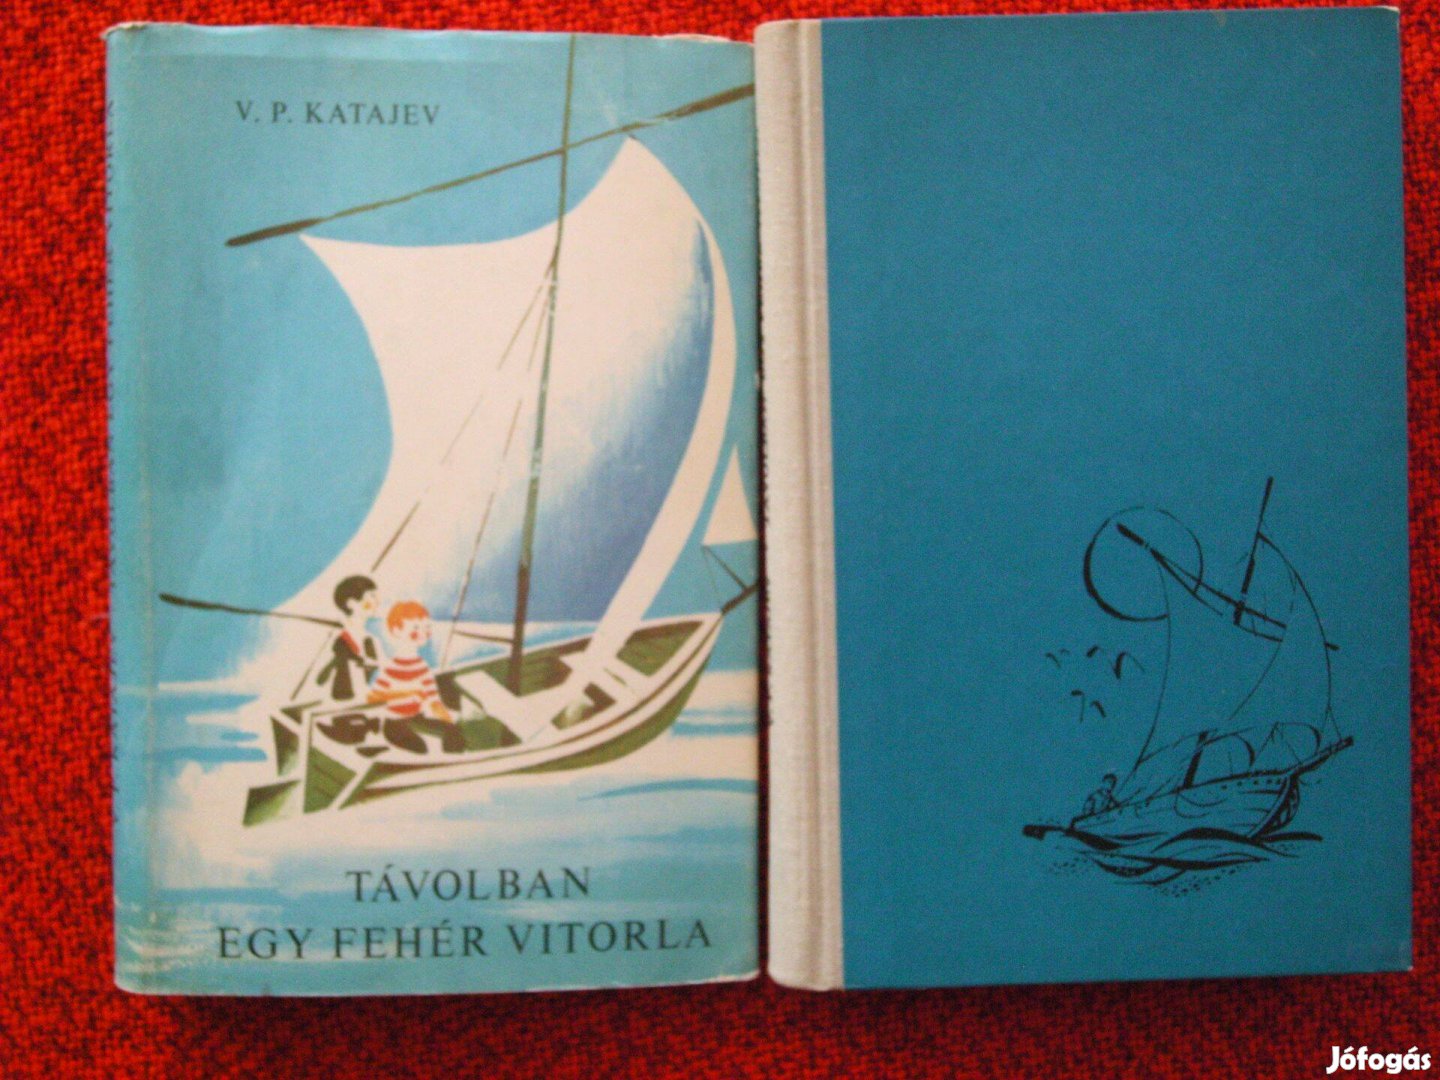 V. P. KATAJEV
TÁVOLBAN
EGY FEHÉR VITORLA
Jófogás